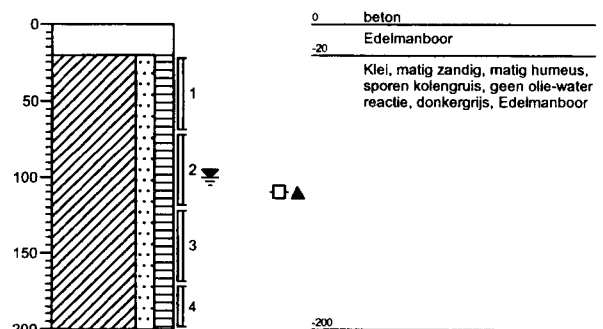 0
50
100
150
200
1
2
3
4
0 beton
Edelmanboor
-20
Klei, matig zandig, matig humeus,
sporen kolengruis, geen olie-water
reactie, donkergrijs, Edelmanboor
-200